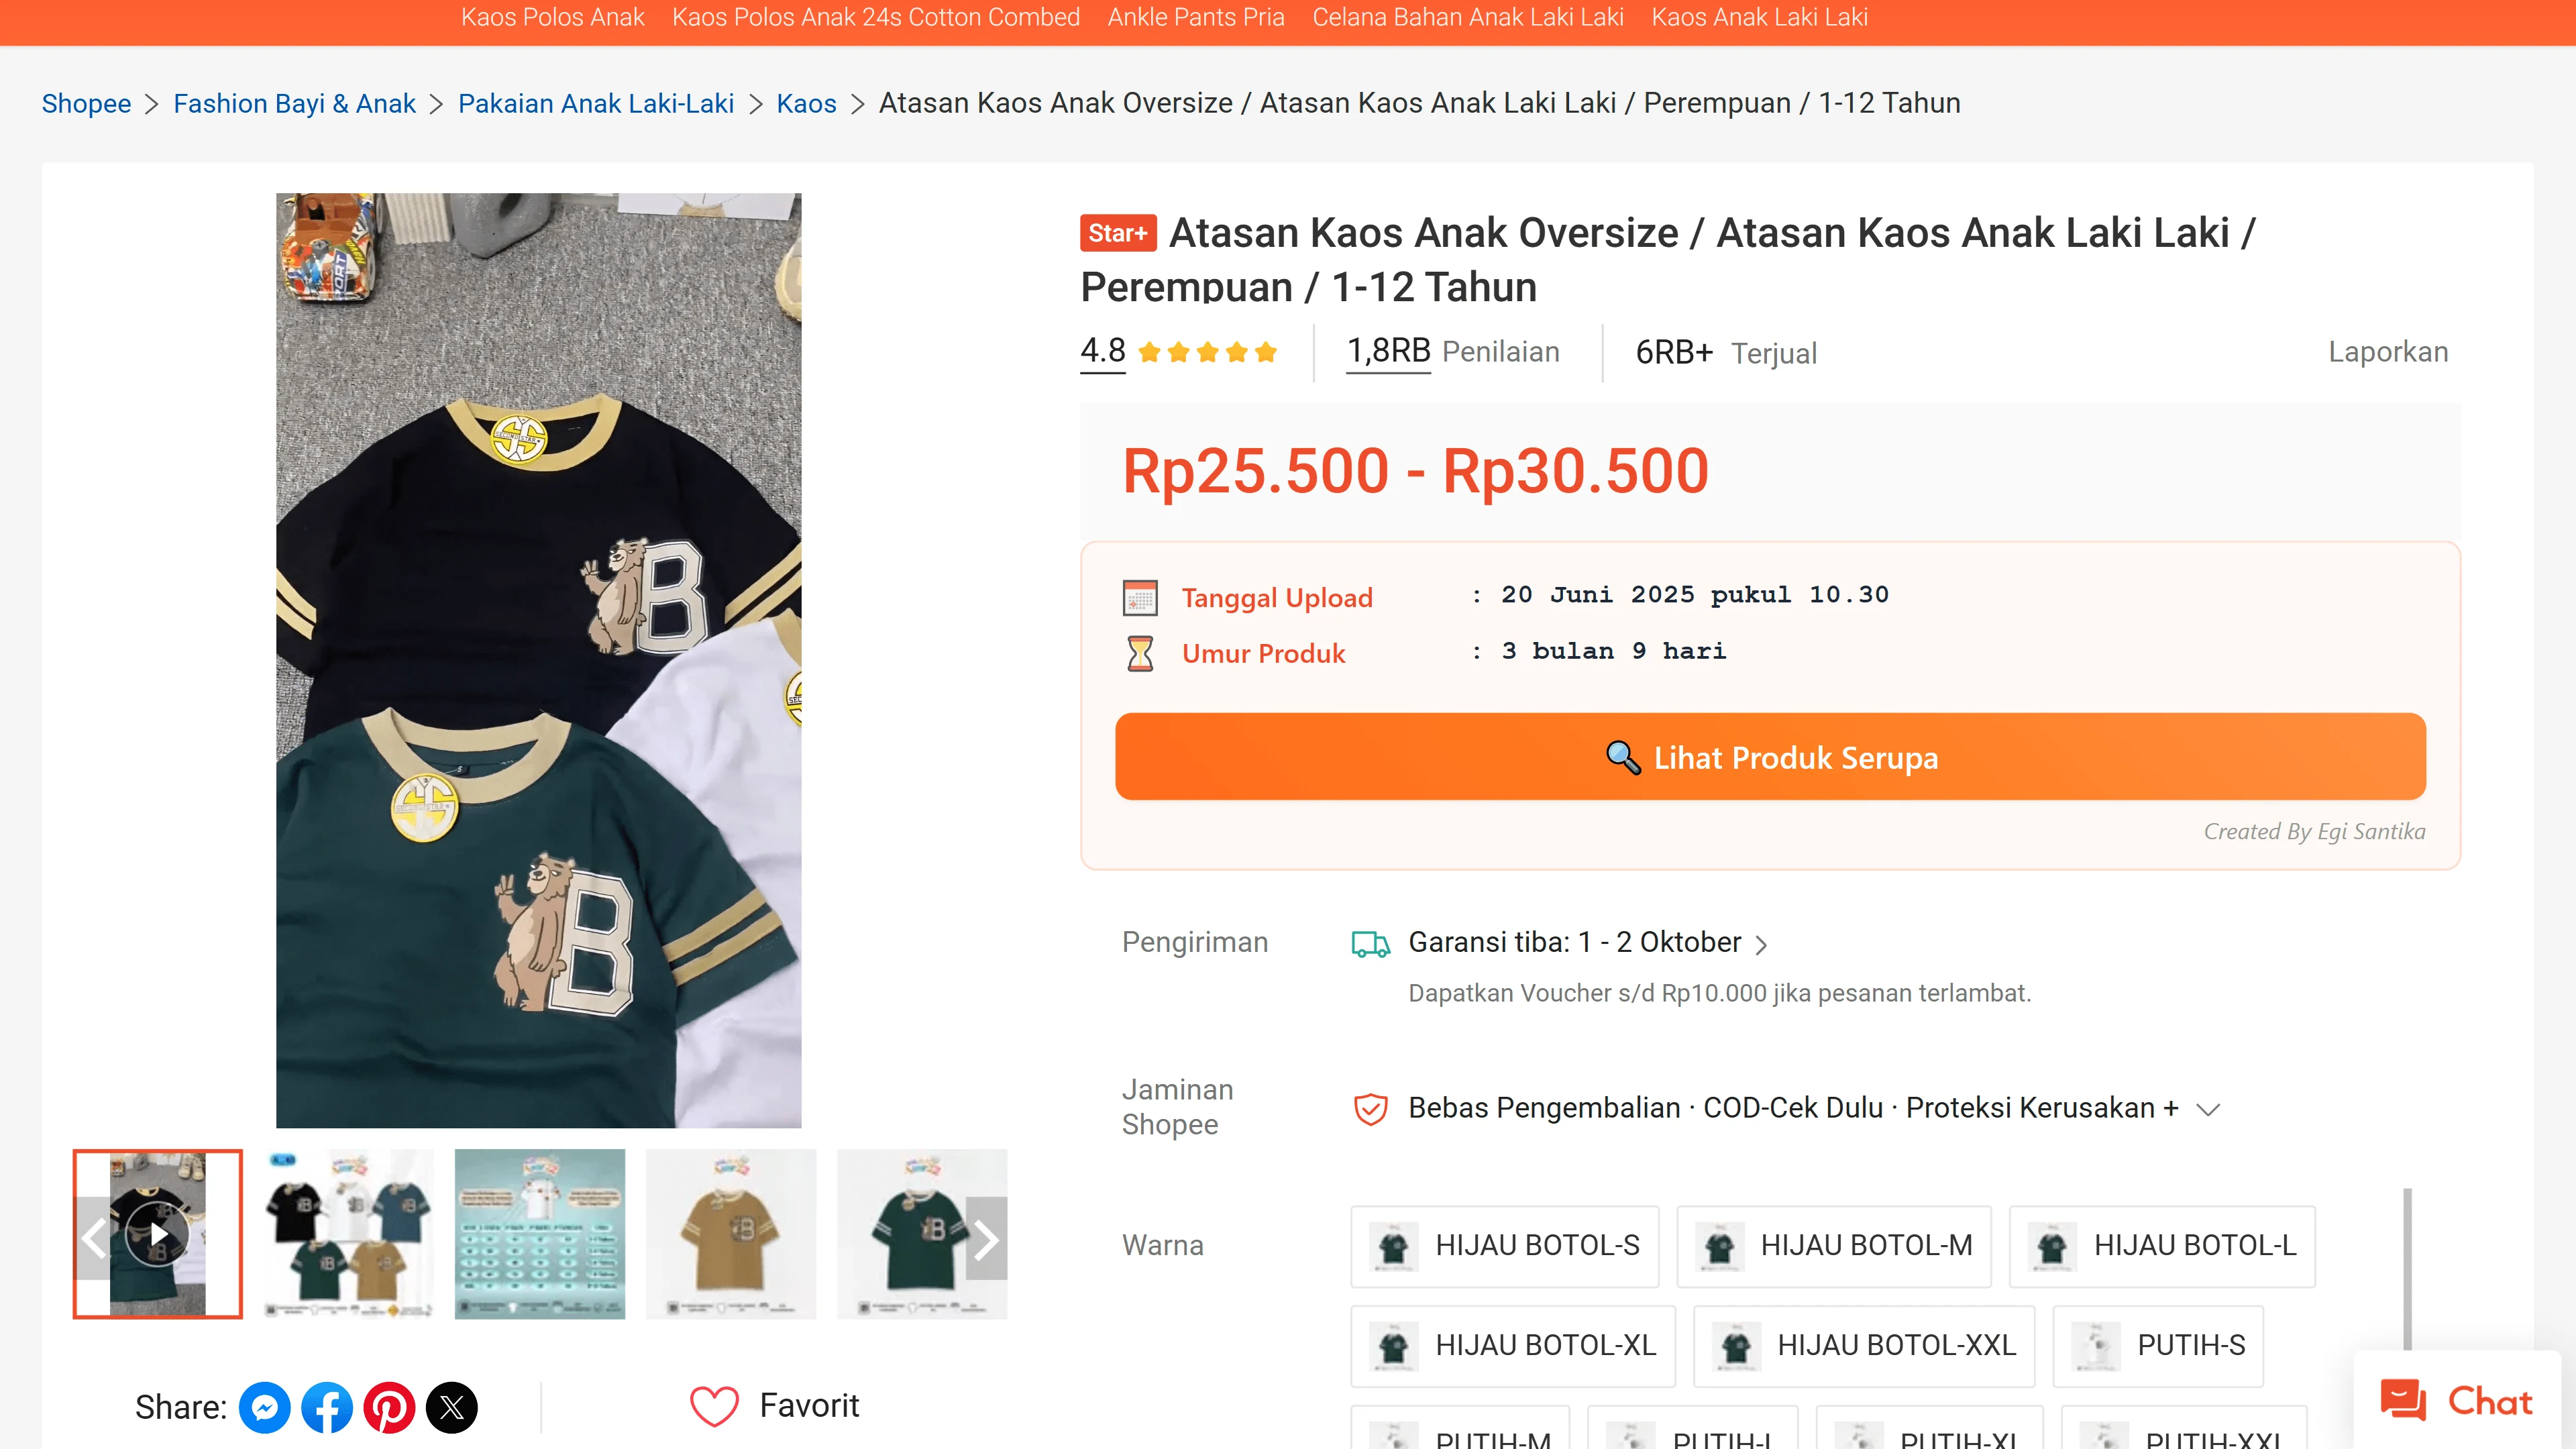 Kaos Polos Anak Kaos Polos Anak 24s Cotton Combed Ankle Pants Pria Celana Bahan Anak Laki Laki Kaos Anak Laki Laki
Shopee > Fashion Bayi & Anak > Pakaian Anak Laki-Laki > Kaos > Atasan Kaos Anak Oversize / Atasan Kaos Anak Laki Laki / Perempuan / 1-12 Tahun
Star+ Atasan Kaos Anak Oversize / Atasan Kaos Anak Laki Laki /
Perempuan / 1-12 Tahun
4.8 1,8RB Penilaian 6RB+ Terjual Laporkan
Rp25.500 - Rp30.500
Tanggal Upload : 20 Juni 2025 pukul 10.30
Umur Produk : 3 bulan 9 hari
Lihat Produk Serupa
Created By Egi Santika
Pengiriman Garansi tiba: 1 - 2 Oktober
Dapatkan Voucher s/d Rp10.000 jika pesanan terlambat.
Jaminan Shopee Bebas Pengembalian · COD-Cek Dulu · Proteksi Kerusakan +
Warna HIJAU BOTOL-S HIJAU BOTOL-M HIJAU BOTOL-L
HIJAU BOTOL-XL HIJAU BOTOL-XXL PUTIH-S
PUTIH-M PUTIH-L PUTIH-XL PUTIH-XXL
Chat
SECONDSTAR
B
B
Share: Favorit